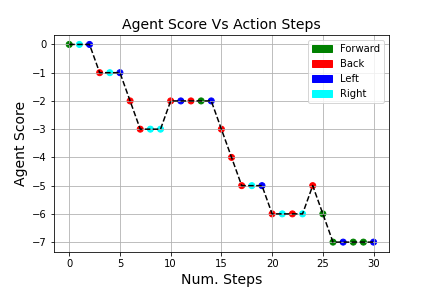 Agent Score Vs Action Steps
Agent Score
0
−1
−2
−3
−4
−5
−6
−7
Forward
Back
Left
Right
0 5 10 15 20 25 30
Num. Steps